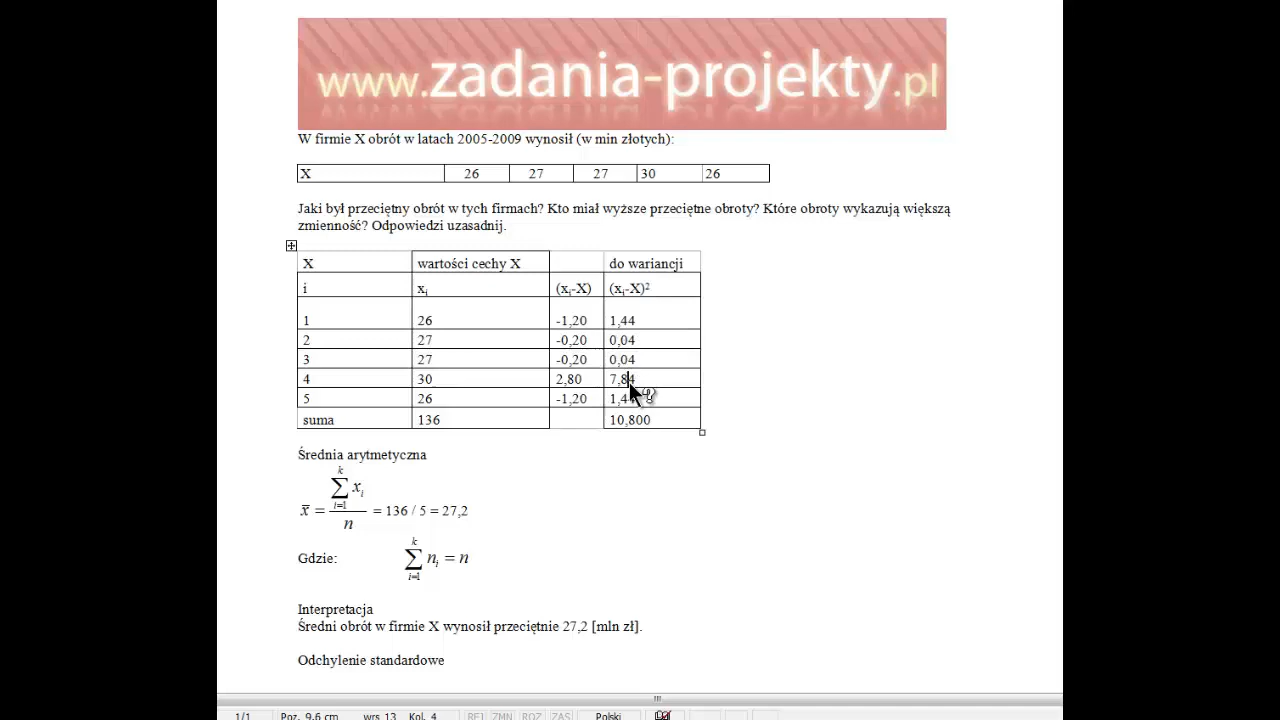 www.zadania-projekty.pl
W firmie X obrót w latach 2005-2009 wynosił (w min złotych):
X 26 27 27 30 26
Jaki był przeciętny obrót w tych firmach? Kto miał wyższe przeciętne obroty? Które obroty wykazują większą
zmienność? Odpowiedzi uzasadnij.
X wartości cechy X do wariancji
i xi (xi-X) (xi-X)²
1 26 -1,20 1,44
2 27 -0,20 0,04
3 27 -0,20 0,04
4 30 2,80 7,84
5 26 -1,20 1,44
suma 136 10,800
Średnia arytmetyczna
x̄ = ∑ k i=1 xi / n = 136 / 5 = 27,2
Gdzie: ∑ k i=1 ni = n
Interpretacja
Średni obrót w firmie X wynosił przeciętnie 27,2 [mln zł].
Odchylenie standardowe
1/1 Poz. 9,6 cm wrs 13 Kol. 4 REJ ZMN ROZ ZAS Polski